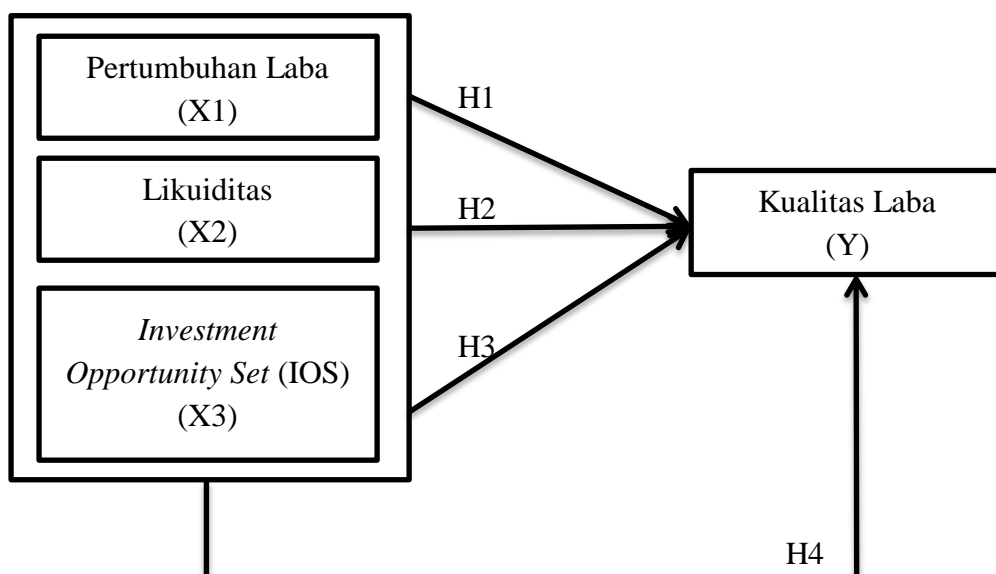 Pertumbuhan Laba
(X1)
Likuiditas
(X2)
Investment
Opportunity Set (IOS)
(X3)
H1
H2
H3
Kualitas Laba
(Y)
H4